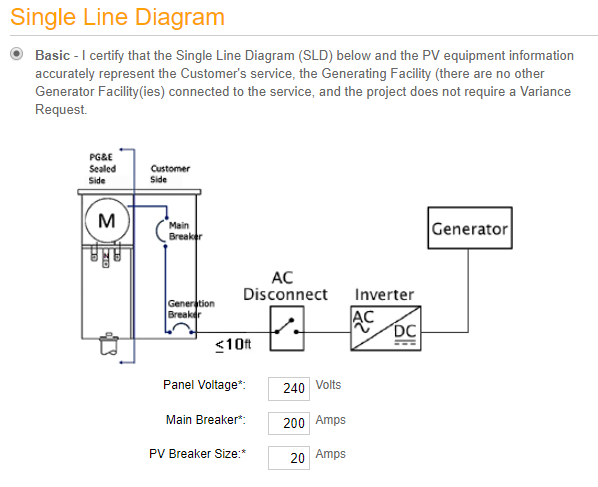 Single Line Diagram
Basic - I certify that the Single Line Diagram (SLD) below and the PV equipment information
accurately represent the Customer's service, the Generating Facility (there are no other
Generator Facility(ies) connected to the service, and the project does not require a Variance
Request.
PG&E
Sealed
Side
Customer
Side
M
Main
Breaker
N
Generator
AC
Disconnect
Inverter
Generation
Breaker
AC
DC
≤10ft
Panel Voltage*: 240 Volts
Main Breaker*: 200 Amps
PV Breaker Size:* 20 Amps